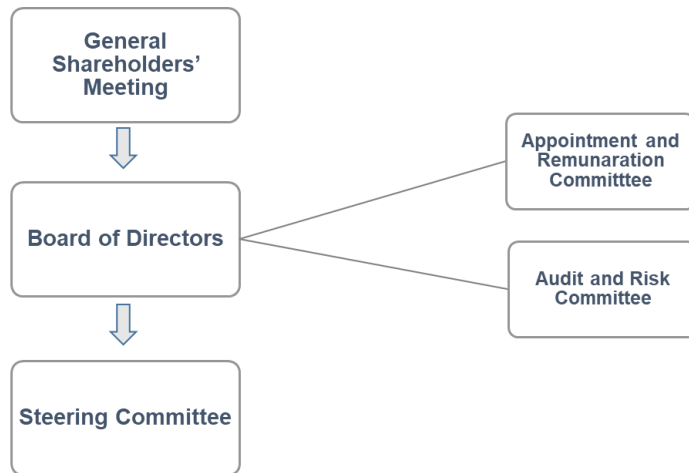 General
Shareholders’
Meeting
Appointment and
Remunaration
Committtee
Board of Directors
Audit and Risk
Committee
Steering Committee